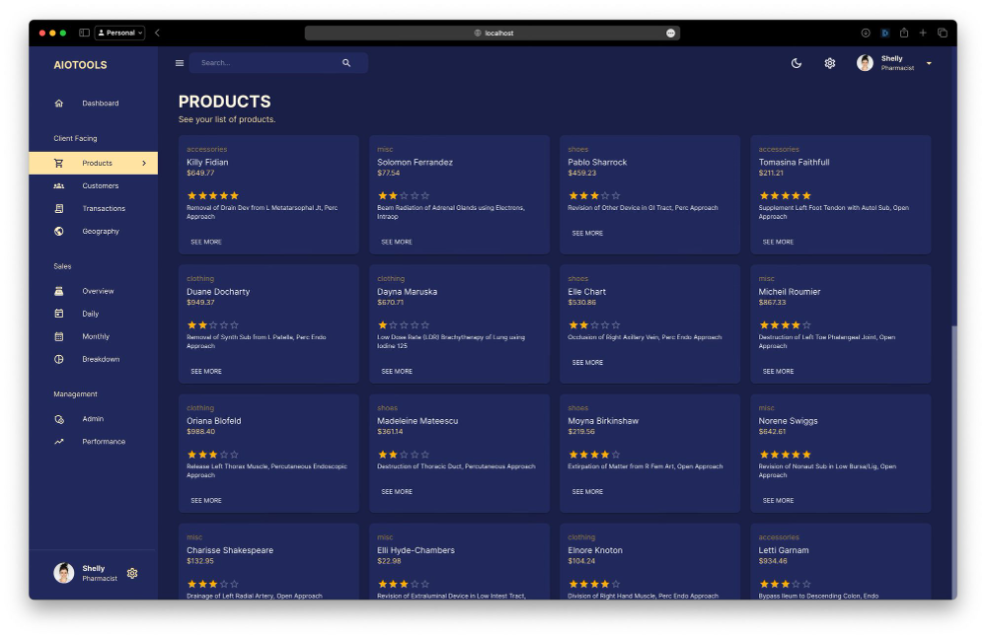 Personal
localhost
AIOTOOLS
Search...
Shelly
Pharmacist
Dashboard
Client Facing
Products
Customers
Transactions
Geography
Sales
Overview
Daily
Monthly
Breakdown
Management
Admin
Performance
Shelly
Pharmacist
PRODUCTS
See your list of products.
accessories
Killy Fidian
$649.77
Removal of Drain Dev from L Metatarsophal Jt, Perc
Approach
SEE MORE
misc
Solomon Ferrandez
$77.54
Beam Radiation of Adrenal Glands using Electrons,
Intraop
SEE MORE
shoes
Pablo Sharrock
$459.23
Revision of Other Device in GI Tract, Perc Approach
SEE MORE
accessories
Tomasina Faithfull
$211.21
Supplement Left Foot Tendon with Autol Sub, Open
Approach
SEE MORE
clothing
Duane Docharty
$949.37
Removal of Synth Sub from L Patella, Perc Endo
Approach
SEE MORE
clothing
Dayna Maruska
$670.71
Low Dose Rate (LDR) Brachytherapy of Lung using
Iodine 125
SEE MORE
shoes
Elle Chart
$530.86
Occlusion of Right Axillary Vein, Perc Endo Approach
SEE MORE
misc
Micheil Roumier
$867.33
Destruction of Left Toe Phalangeal Joint, Open
Approach
SEE MORE
clothing
Oriana Blofeld
$988.40
Release Left Thorax Muscle, Percutaneous Endoscopic
Approach
SEE MORE
shoes
Madeleine Mateescu
$361.14
Destruction of Thoracic Duct, Percutaneous Approach
SEE MORE
shoes
Moyna Birkinshaw
$219.56
Extirpation of Matter from R Fem Art, Open Approach
SEE MORE
misc
Norene Swiggs
$642.61
Revision of Nonaut Sub in Low Bursa/Lig, Open
Approach
SEE MORE
misc
Charisse Shakespeare
$132.95
Drainage of Left Radial Artery, Open Approach
misc
Elli Hyde-Chambers
$22.98
Revision of Extraluminal Device in Low Intest Tract,
clothing
Elnore Knoton
$104.24
Division of Right Hand Muscle, Perc Endo Approach
accessories
Letti Garnam
$934.46
Bypass Ileum to Descending Colon, Endo